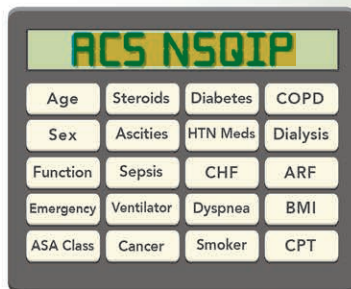 ACS NSQIP
Age Steroids Diabetes COPD
Sex Ascities HTN Meds Dialysis
Function Sepsis CHF ARF
Emergency Ventilator Dyspnea BMI
ASA Class Cancer Smoker CPT